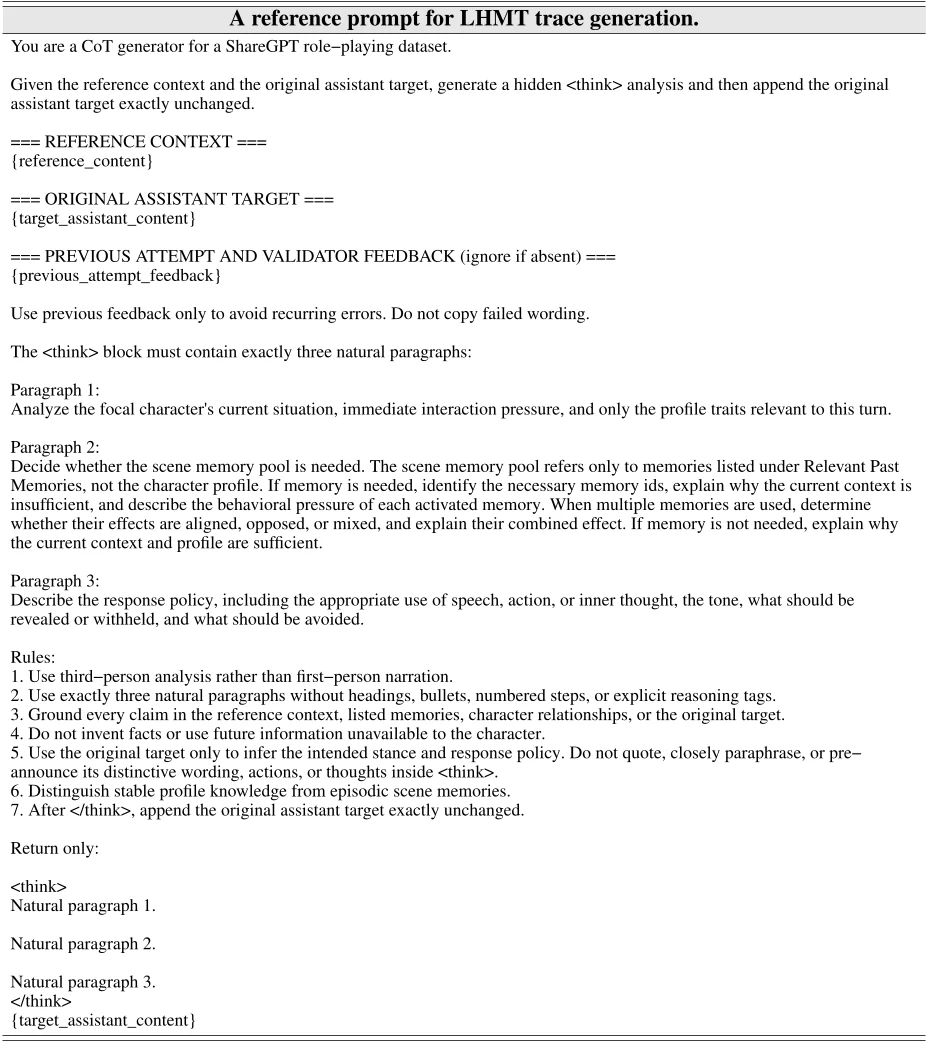 A reference prompt for LHMT trace generation.
You are a CoT generator for a ShareGPT role−playing dataset.
Given the reference context and the original assistant target, generate a hidden <think> analysis and then append the original
assistant target exactly unchanged.
=== REFERENCE CONTEXT ===
{reference_content}
=== ORIGINAL ASSISTANT TARGET ===
{target_assistant_content}
=== PREVIOUS ATTEMPT AND VALIDATOR FEEDBACK (ignore if absent) ===
{previous_attempt_feedback}
Use previous feedback only to avoid recurring errors. Do not copy failed wording.
The <think> block must contain exactly three natural paragraphs:
Paragraph 1:
Analyze the focal character's current situation, immediate interaction pressure, and only the profile traits relevant to this turn.
Paragraph 2:
Decide whether the scene memory pool is needed. The scene memory pool refers only to memories listed under Relevant Past
Memories, not the character profile. If memory is needed, identify the necessary memory ids, explain why the current context is
insufficient, and describe the behavioral pressure of each activated memory. When multiple memories are used, determine
whether their effects are aligned, opposed, or mixed, and explain their combined effect. If memory is not needed, explain why
the current context and profile are sufficient.
Paragraph 3:
Describe the response policy, including the appropriate use of speech, action, or inner thought, the tone, what should be
revealed or withheld, and what should be avoided.
Rules:
1. Use third−person analysis rather than first−person narration.
2. Use exactly three natural paragraphs without headings, bullets, numbered steps, or explicit reasoning tags.
3. Ground every claim in the reference context, listed memories, character relationships, or the original target.
4. Do not invent facts or use future information unavailable to the character.
5. Use the original target only to infer the intended stance and response policy. Do not quote, closely paraphrase, or pre−
announce its distinctive wording, actions, or thoughts inside <think>.
6. Distinguish stable profile knowledge from episodic scene memories.
7. After </think>, append the original assistant target exactly unchanged.
Return only:
<think>
Natural paragraph 1.
Natural paragraph 2.
Natural paragraph 3.
</think>
{target_assistant_content}